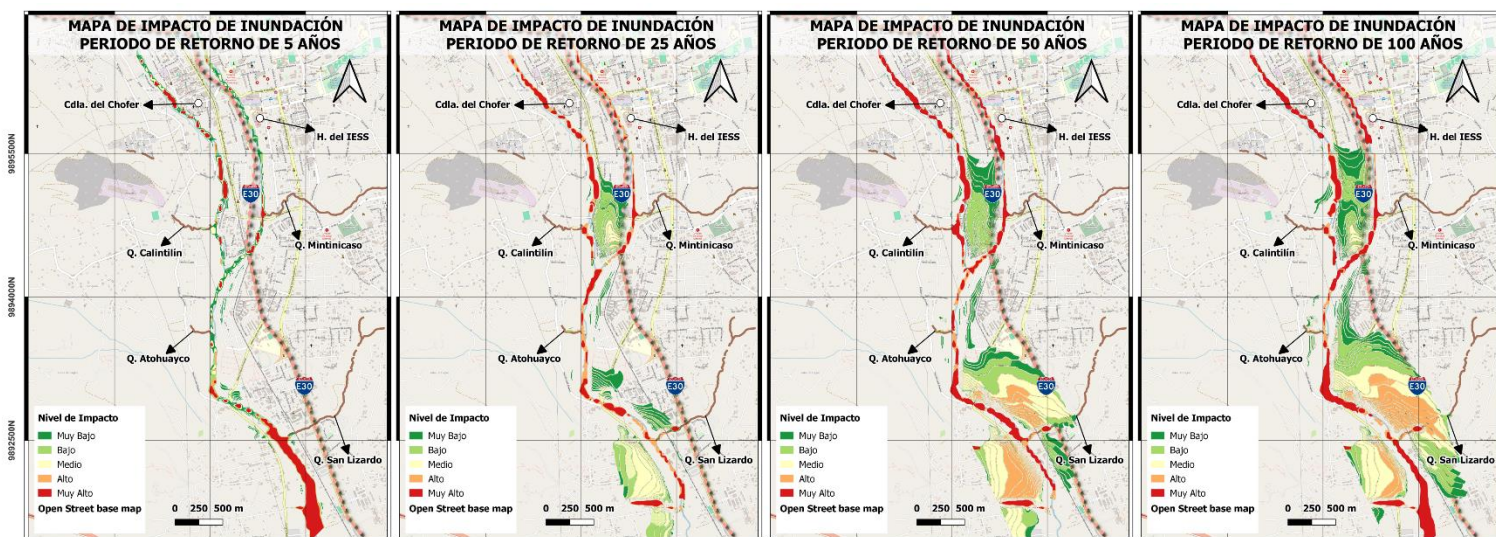 MAPA DE IMPACTO DE INUNDACIÓN
PERIODO DE RETORNO DE 5 AÑOS
Cdla. del Chofer
H. del IESS
9895500N
E30
Q. Calintilín
Q. Mintinicaso
9894000N
Q. Atohuayco
E30
Nivel de Impacto
Muy Bajo
Bajo
Medio
Alto
Muy Alto
Open Street base map
9892500N
Q. San Lizardo
0 250 500 m
MAPA DE IMPACTO DE INUNDACIÓN
PERIODO DE RETORNO DE 25 AÑOS
Cdla. del Chofer
H. del IESS
E30
Q. Calintilín
Q. Mintinicaso
Q. Atohuayco
E30
Nivel de Impacto
Muy Bajo
Bajo
Medio
Alto
Muy Alto
Open Street base map
Q. San Lizardo
0 250 500 m
MAPA DE IMPACTO DE INUNDACIÓN
PERIODO DE RETORNO DE 50 AÑOS
Cdla. del Chofer
H. del IESS
E30
Q. Calintilín
Q. Mintinicaso
Q. Atohuayco
E30
Nivel de Impacto
Muy Bajo
Bajo
Medio
Alto
Muy Alto
Open Street base map
Q. San Lizardo
0 250 500 m
MAPA DE IMPACTO DE INUNDACIÓN
PERIODO DE RETORNO DE 100 AÑOS
Cdla. del Chofer
H. del IESS
E30
Q. Calintilín
Q. Mintinicaso
Q. Atohuayco
E30
Nivel de Impacto
Muy Bajo
Bajo
Medio
Alto
Muy Alto
Open Street base map
Q. San Lizardo
0 250 500 m